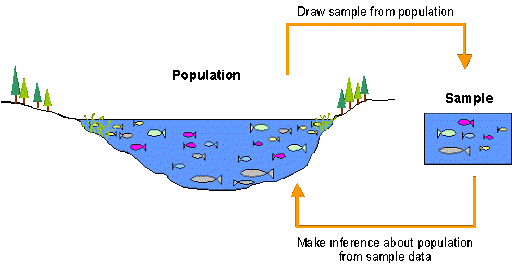 Draw sample from population
Population
Sample
Make inference about population
from sample data